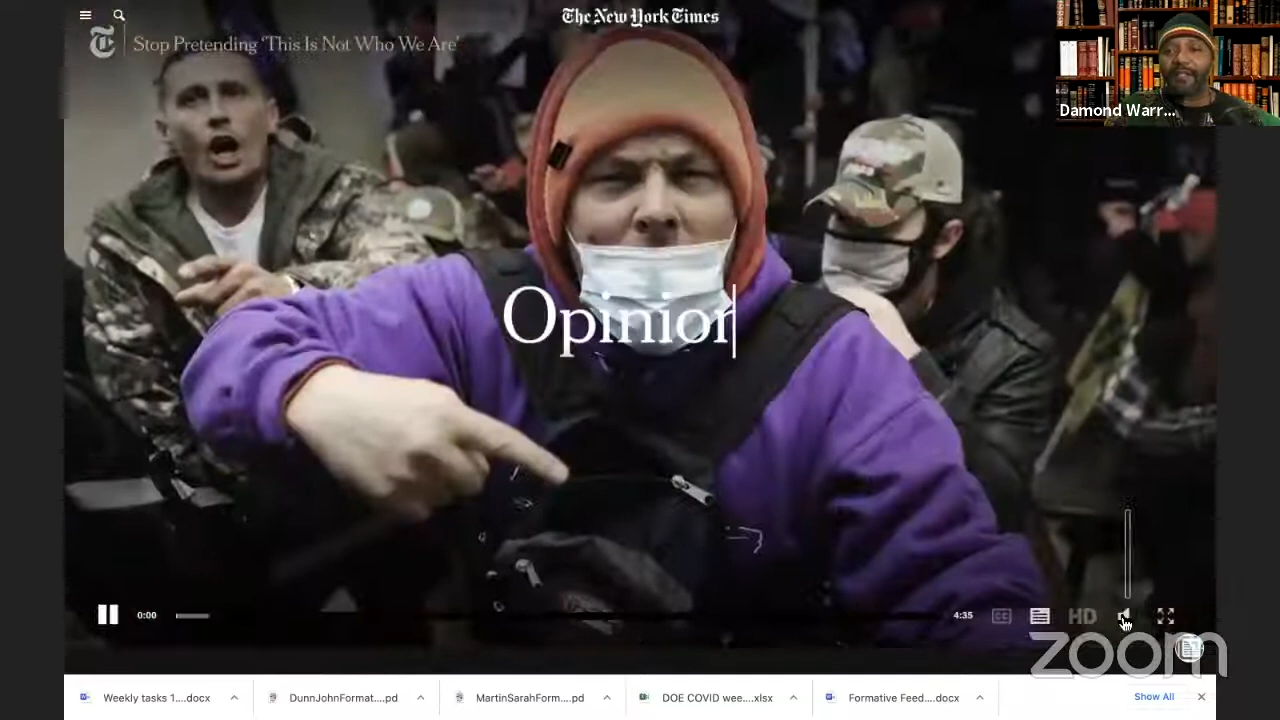 The New York Times
Stop Pretending ‘This Is Not Who We Are’
Damond Warr...
Opinion
0:00
4:35
CC
HD
zoom
Weekly tasks 1....docx
DunnJohnFormat....pd
MartinSarahForm....pd
DOE COVID wee....xlsx
Formative Feed....docx
Show All